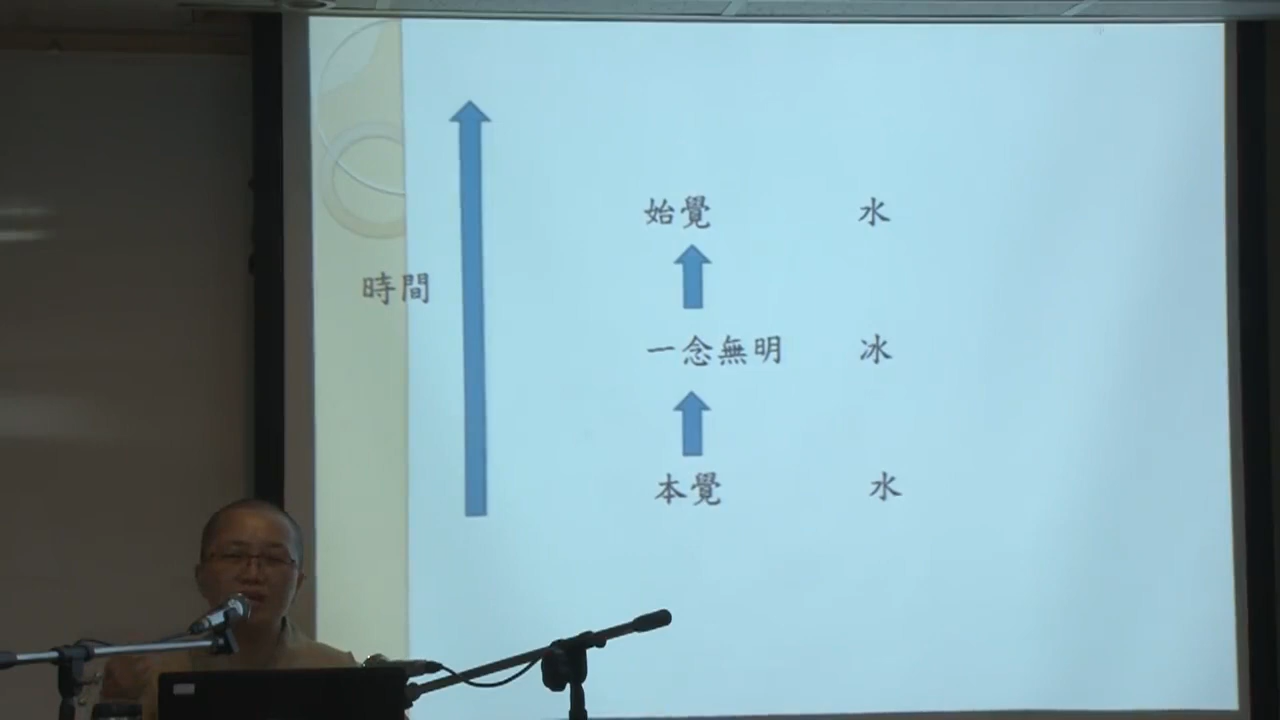 始覺 水
時間
一念無明 冰
本覺 水